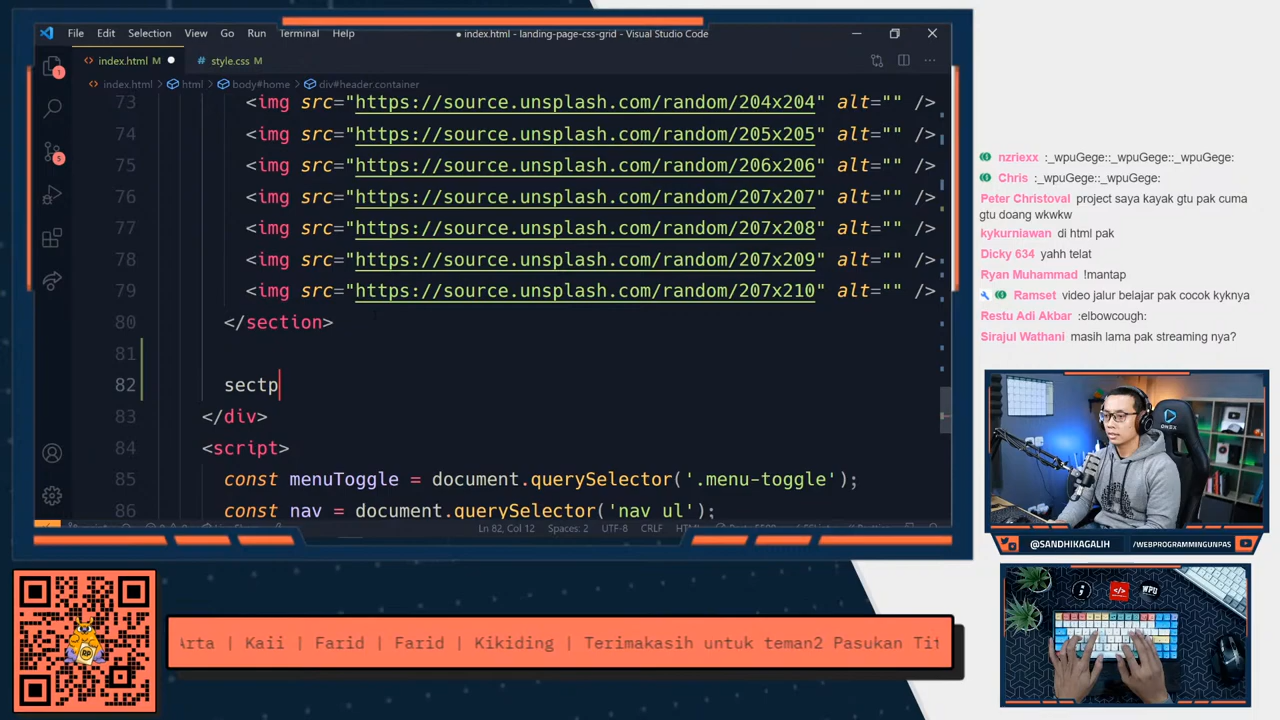 File Edit Selection View Go Run Terminal Help
● index.html - landing-page-css-grid - Visual Studio Code
<> index.html M ● # style.css M
<> index.html > html > body#home > div#header.container
73 <img src="https://source.unsplash.com/random/204x204" alt="" />
74 <img src="https://source.unsplash.com/random/205x205" alt="" />
75 <img src="https://source.unsplash.com/random/206x206" alt="" />
76 <img src="https://source.unsplash.com/random/207x207" alt="" />
77 <img src="https://source.unsplash.com/random/207x208" alt="" />
78 <img src="https://source.unsplash.com/random/207x209" alt="" />
79 <img src="https://source.unsplash.com/random/207x210" alt="" />
80 </section>
81
82 sectp
83 </div>
84 <script>
85 const menuToggle = document.querySelector('.menu-toggle');
86 const nav = document.querySelector('nav ul');
Ln 82, Col 12 Spaces: 2 UTF-8 CRLF
1
5
nzriexx :_wpuGege::_wpuGege::_wpuGege:
Chris :_wpuGege::_wpuGege:
Peter Christoval project saya kayak gtu pak cuma
gtu doang wkwkw
kykurniawan di html pak
Dicky 634 yahh telat
Ryan Muhammad !mantap
Ramset video jalur belajar pak cocok kyknya
Restu Adi Akbar :elbowcough:
Sirajul Wathani masih lama pak streaming nya?
@SANDHIKAGALIH /WEBPROGRAMMINGUNPAS
WPU
Arta | Kaii | Farid | Farid | Kikiding | Terimakasih untuk teman2 Pasukan Tit